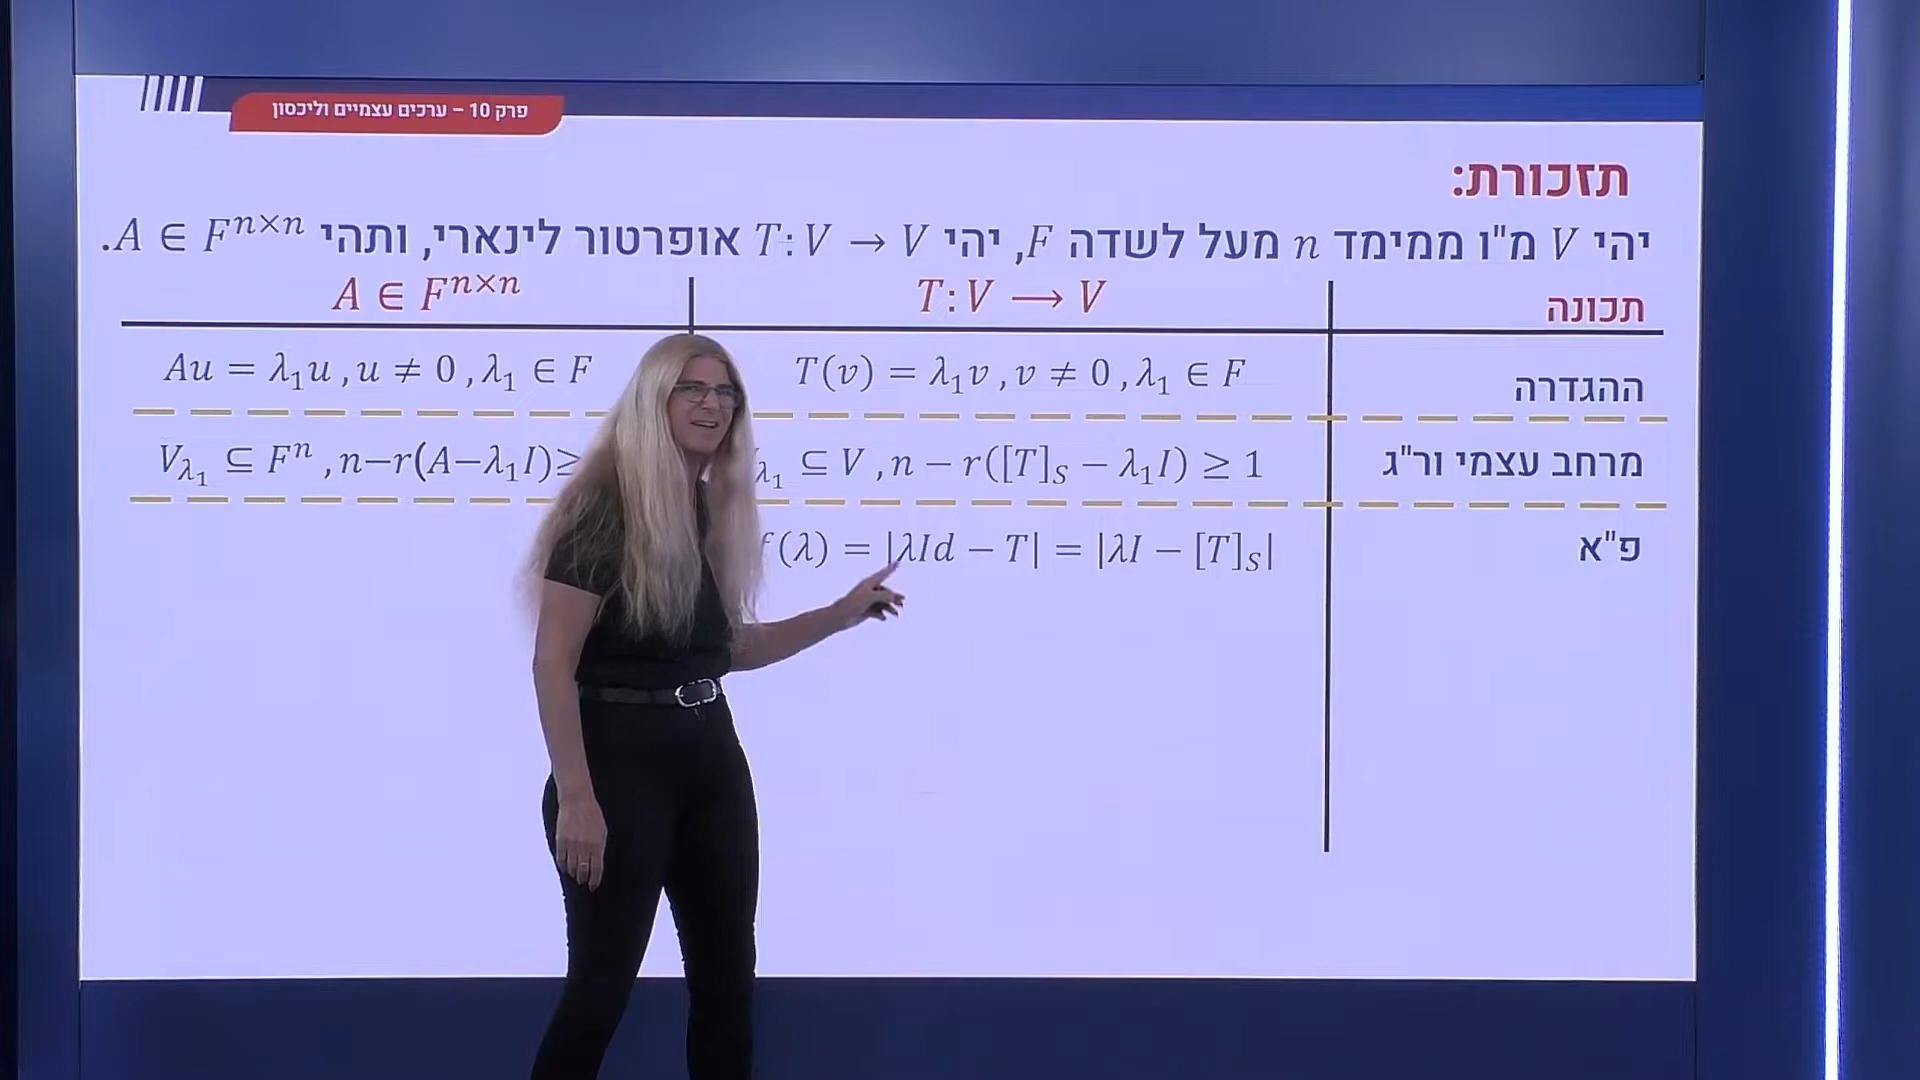 פרק 10 – ערכים עצמיים וליכסון
תזכורת:
יהי V מ"ו ממימד n מעל לשדה F, יהי T: V → V אופרטור לינארי, ותהי A ∈ F^{n×n}.
תכונה T: V ⟶ V A ∈ F^{n×n}
ההגדרה T(v) = λ₁v , v ≠ 0 , λ₁ ∈ F Au = λ₁u , u ≠ 0 , λ₁ ∈ F
מרחב עצמי ור"ג λ₁ ⊆ V , n − r([T]_S − λ₁I) ≥ 1 V_{λ₁} ⊆ F^n , n−r(A−λ₁I)≥
פ"א f(λ) = |λId − T| = |λI − [T]_S|